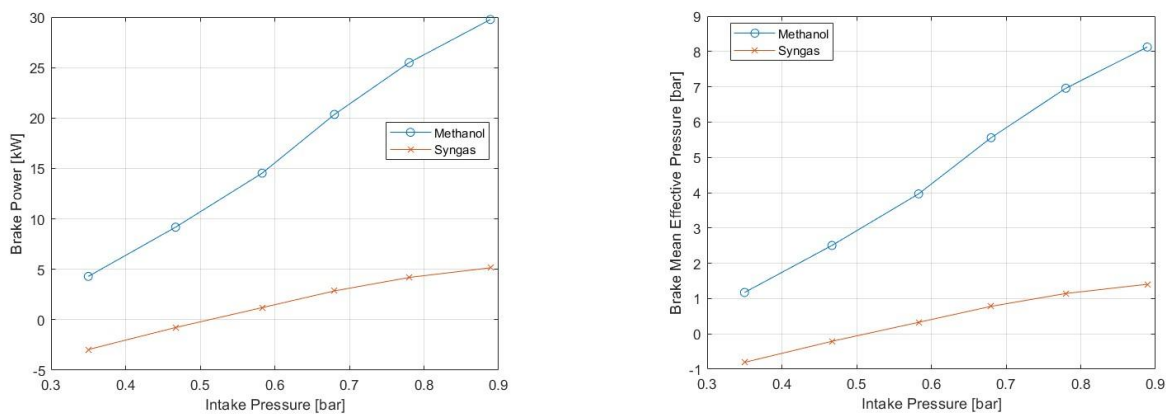 Brake Power [kW]
30
25
20
15
10
5
0
-5
Methanol
Syngas
0.3 0.4 0.5 0.6 0.7 0.8 0.9
Intake Pressure [bar]
Brake Mean Effective Pressure [bar]
9
8
7
6
5
4
3
2
1
0
-1
Methanol
Syngas
0.3 0.4 0.5 0.6 0.7 0.8 0.9
Intake Pressure [bar]